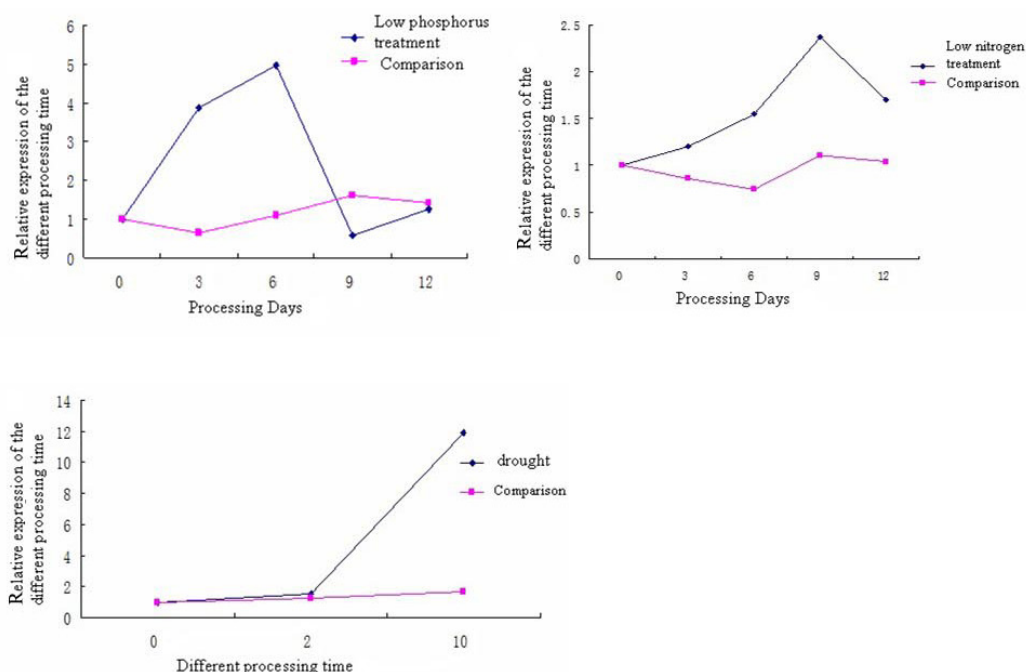 Relative expression of the
different processing time
6
5
4
3
2
1
0
Low phosphorus
treatment
Comparison
0 3 6 9 12
Processing Days
Relative expression of the
different processing time
2.5
2
1.5
1
0.5
0
Low nitrogen
treatment
Comparison
0 3 6 9 12
Processing Days
Relative expression of the
different processing time
14
12
10
8
6
4
2
0
drought
Comparison
0 2 10
Different processing time